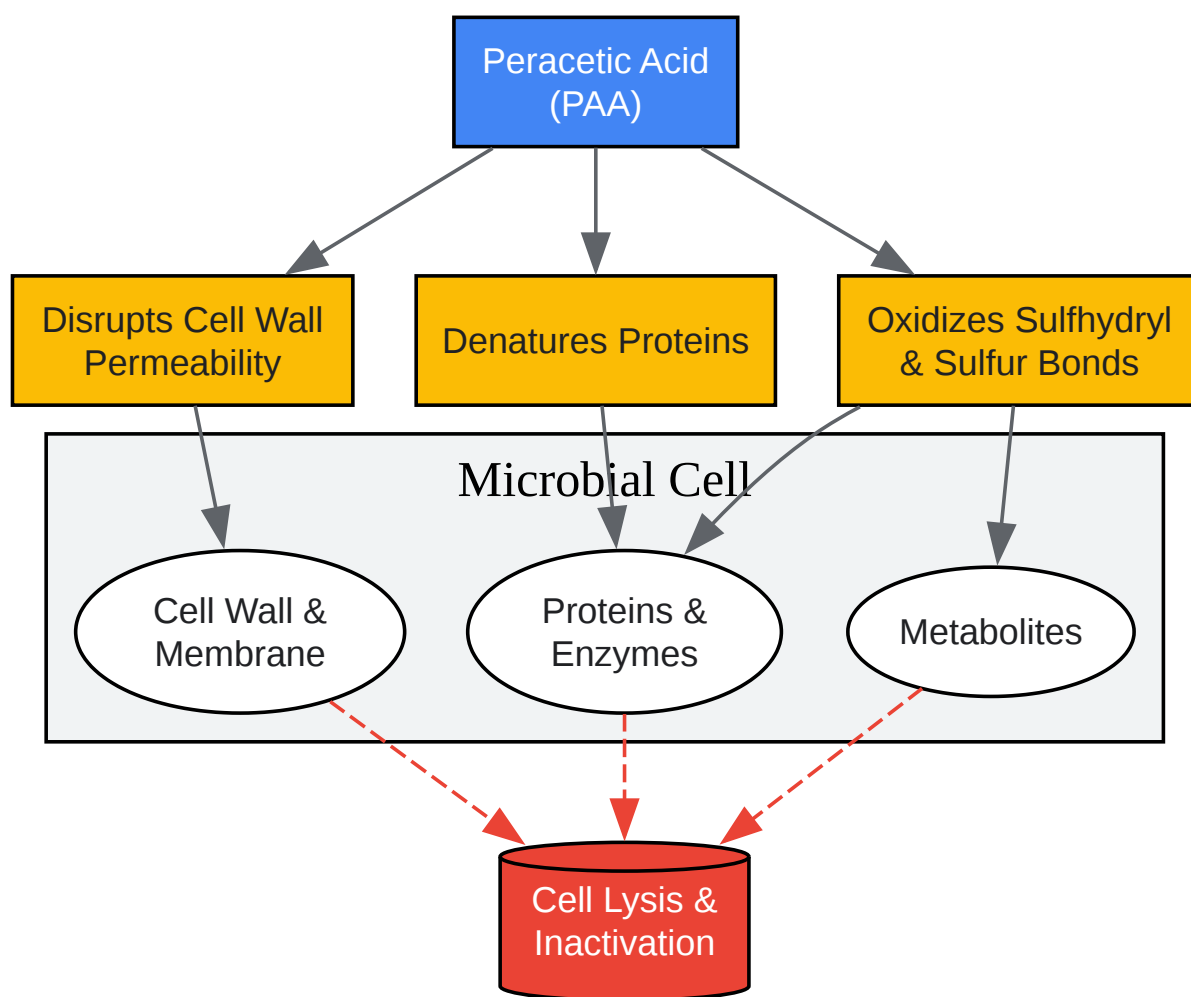 Peracetic Acid
(PAA)
Disrupts Cell Wall
Permeability
Denatures Proteins
Oxidizes Sulfhydryl
& Sulfur Bonds
Microbial Cell
Cell Wall &
Membrane
Proteins &
Enzymes
Metabolites
Cell Lysis &
Inactivation